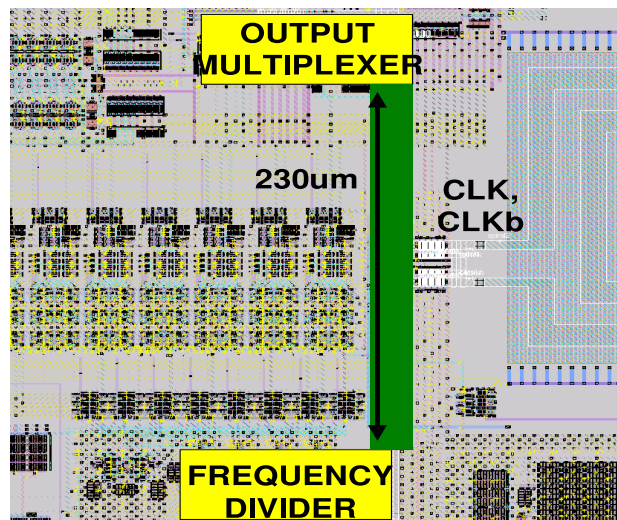 OUTPUT
MULTIPLEXER
230um
CLK,
CLKb
FREQUENCY
DIVIDER